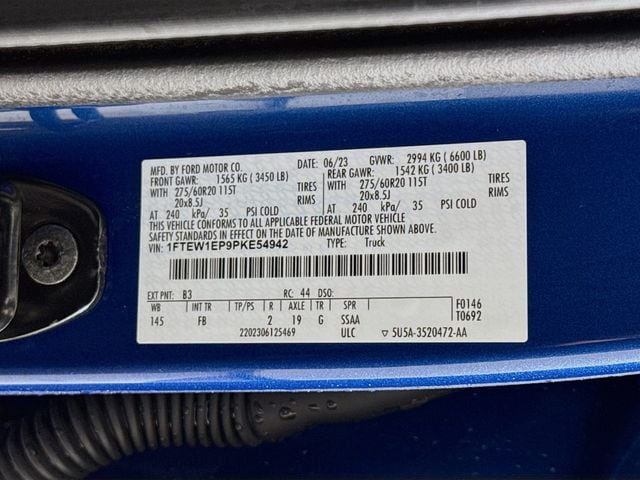 MFD. BY FORD MOTOR CO. 06/23 GVWR: 2994 KG ( 6600 LB)
FRONT GAWR: 1565 KG ( 3450 LB) REAR GAWR: 1542 KG ( 3400 LB)
WITH 275/60R20 115T TIRES WITH 275/60R20 115T TIRES
20x8.5J RIMS 20x8.5J RIMS
AT 240 kPa/ 35 PSI COLD AT 240 kPa/ 35 PSI COLD
THIS VEHICLE CONFORMS TO ALL APPLICABLE FEDERAL MOTOR VEHICLE
SAFETY STANDARDS IN EFFECT ON THE DATE OF MANUFACTURE SHOWN ABOVE.
VIN: 1FTEW1EP9PKE54942 TYPE: Truck
EXT PNT: B3 RC: 44 DSO:
WB INT TR TP/PS R AXLE TR SPR F0146
145 FB 2 19 G SSAA T0692
2202306125469 ULC ▽ 5U5A-3520472-AA